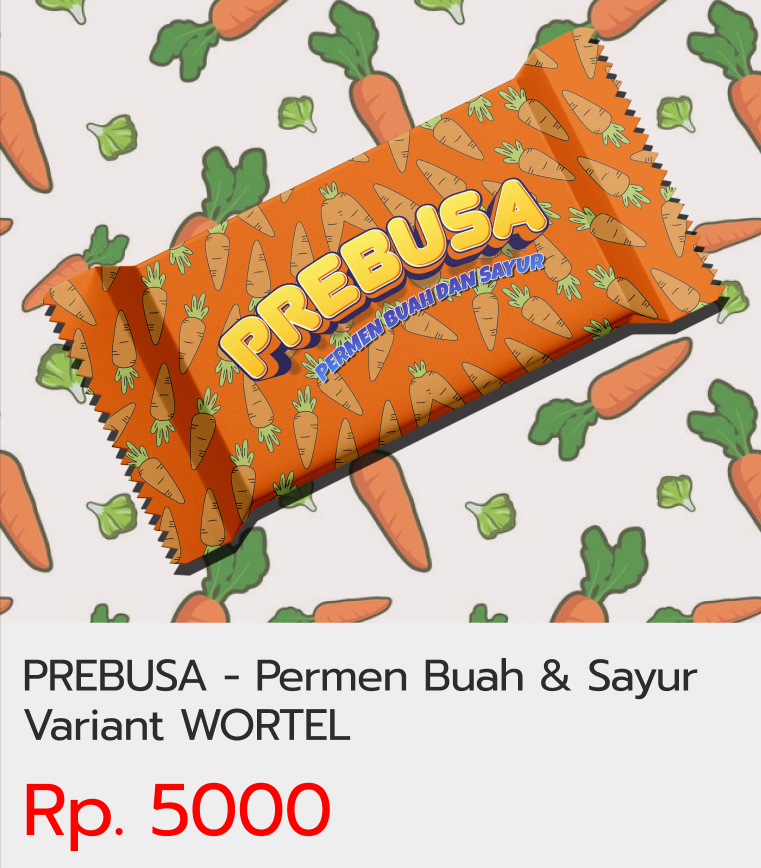 PREBUSA
PERMEN BUAH DAN SAYUR
PREBUSA - Permen Buah & Sayur
Variant WORTEL
Rp. 5000